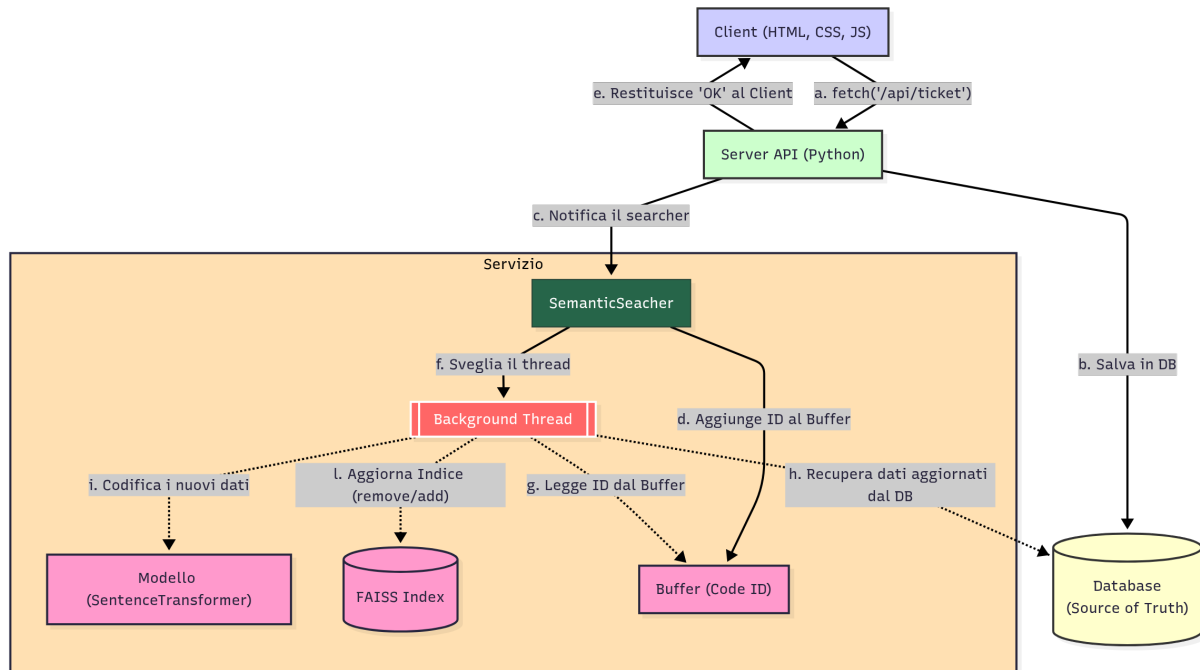 Client (HTML, CSS, JS)
e. Restituisce 'OK' al Client
a. fetch('/api/ticket')
Server API (Python)
c. Notifica il searcher
Servizio
SemanticSeacher
f. Sveglia il thread
b. Salva in DB
Background Thread
d. Aggiunge ID al Buffer
i. Codifica i nuovi dati
l. Aggiorna Indice
(remove/add)
g. Legge ID dal Buffer
h. Recupera dati aggiornati
dal DB
Modello
(SentenceTransformer)
FAISS Index
Buffer (Code ID)
Database
(Source of Truth)